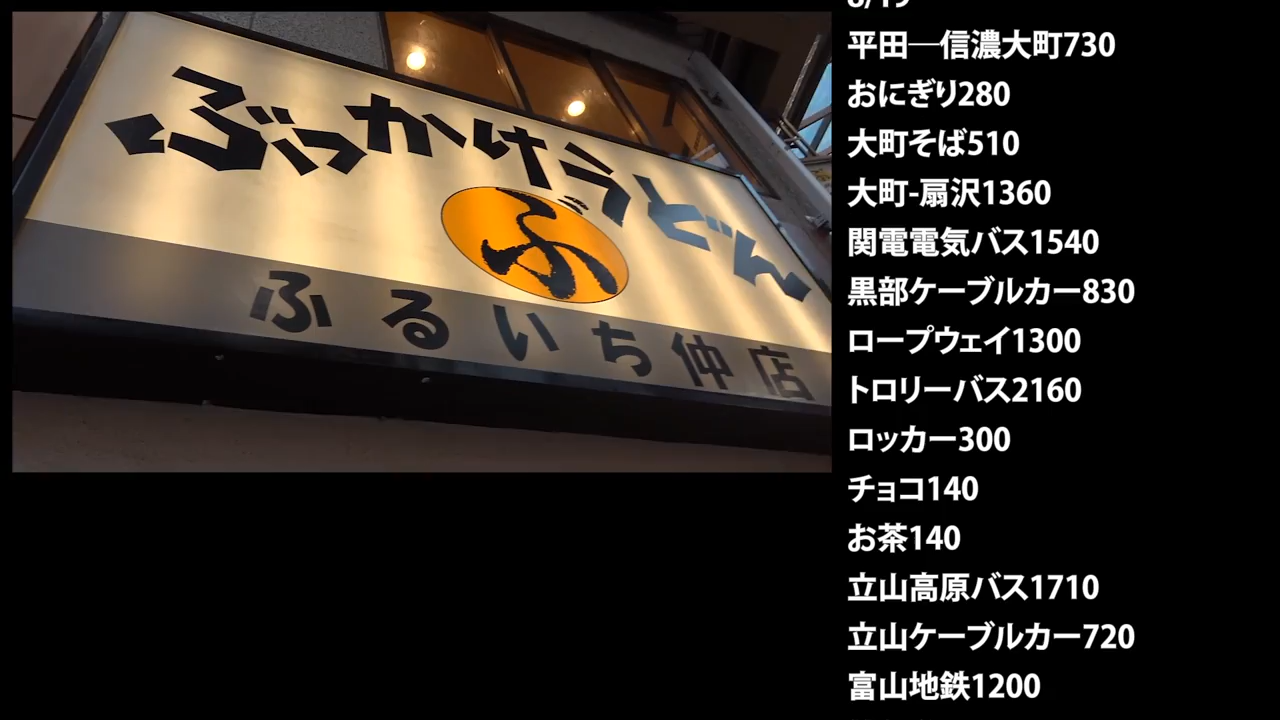 ぶっかけうどん
ぶ
ふるいち仲店
8/19
平田―信濃大町730
おにぎり280
大町そば510
大町-扇沢1360
関電電気バス1540
黒部ケーブルカー830
ロープウェイ1300
トロリーバス2160
ロッカー300
チョコ140
お茶140
立山高原バス1710
立山ケーブルカー720
富山地鉄1200